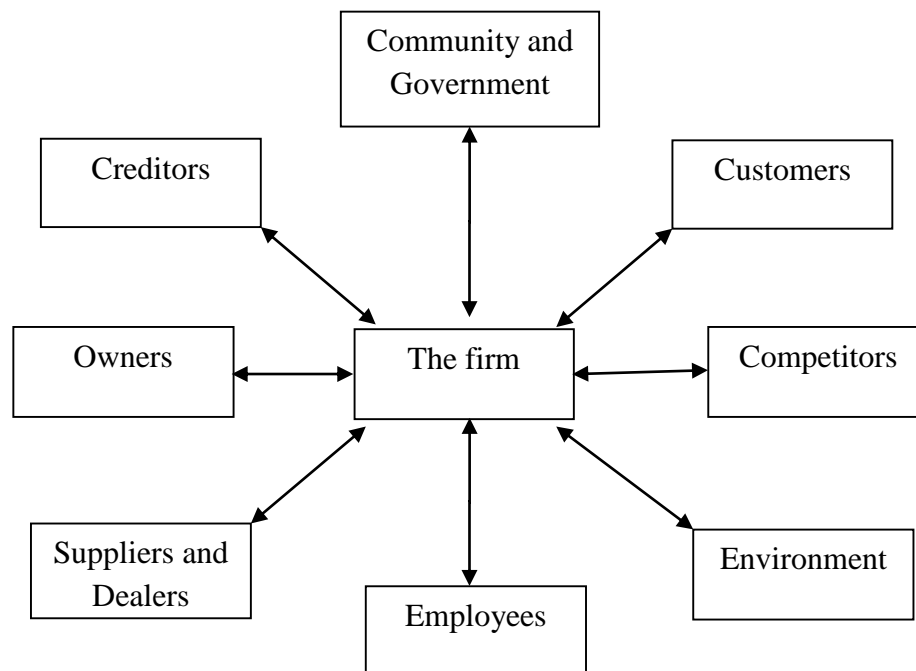 Community and
Government
Creditors
Customers
Owners
The firm
Competitors
Suppliers and
Dealers
Environment
Employees